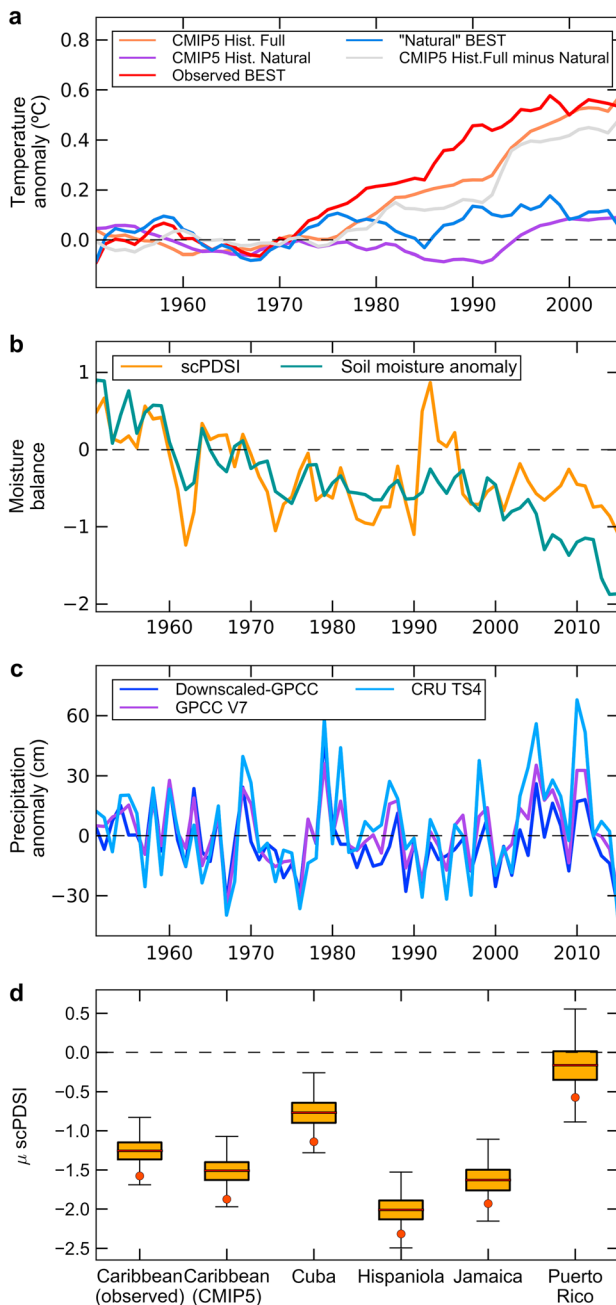 a
CMIP5 Hist. Full
"Natural" BEST
CMIP5 Hist. Natural
CMIP5 Hist.Full minus Natural
Observed BEST
Temperature
anomaly (°C)
0.8
0.6
0.4
0.2
0.0
1960 1970 1980 1990 2000
b
scPDSI
Soil moisture anomaly
Moisture
balance
1
0
−1
−2
1960 1970 1980 1990 2000 2010
c
Downscaled-GPCC
CRU TS4
GPCC V7
Precipitation
anomaly (cm)
60
30
0
−30
1960 1970 1980 1990 2000 2010
d
μ scPDSI
0.5
0.0
−0.5
−1.0
−1.5
−2.0
−2.5
Caribbean
(observed)
Caribbean
(CMIP5)
Cuba
Hispaniola
Jamaica
Puerto
Rico